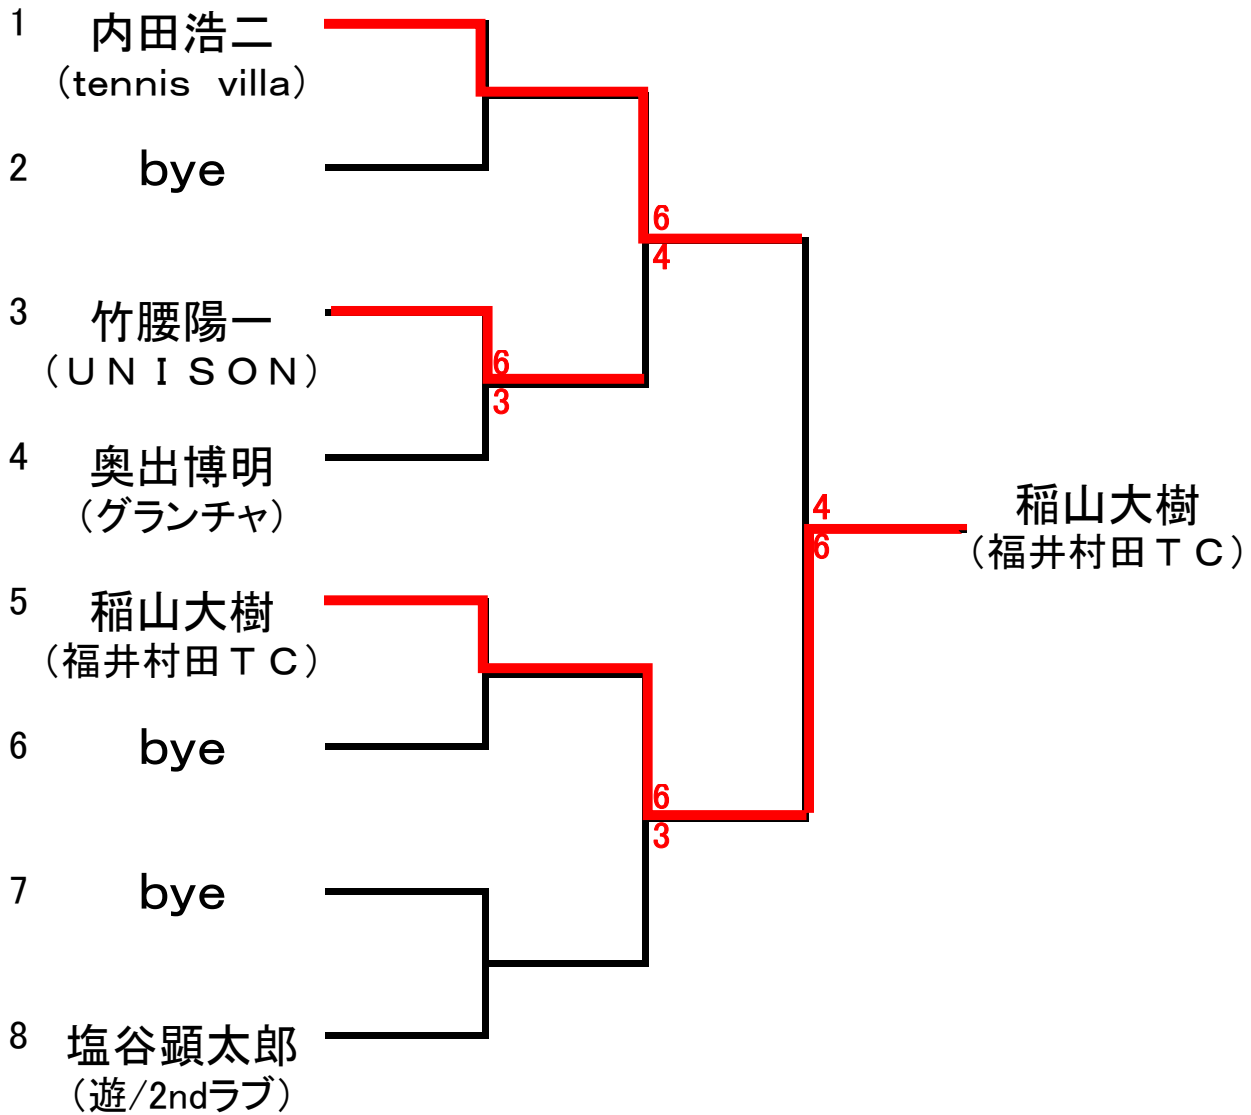 1 内田浩二
（tennis villa）
2 bye
6
4
3 竹腰陽一
（ＵＮＩＳＯＮ）
6
3
4 奥出博明
（グランチャ）
4
6
稲山大樹
（福井村田ＴＣ）
5 稲山大樹
（福井村田ＴＣ）
6 bye
6
3
7 bye
8 塩谷顕太郎
（遊/2ndラブ）